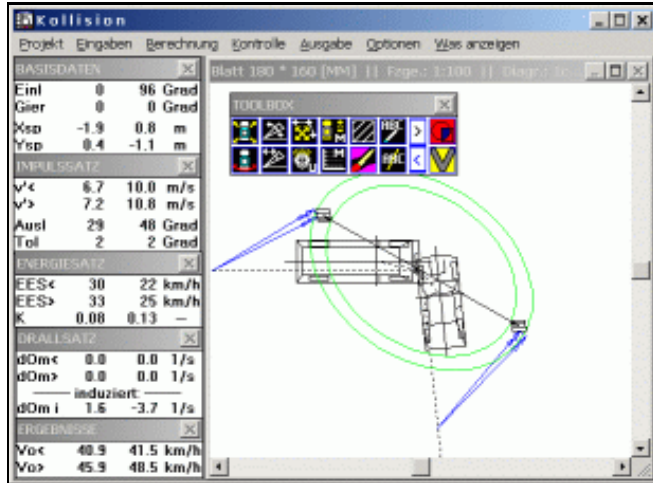 Kollision
Projekt Eingaben Berechnung Kontrolle Ausgabe Optionen Was anzeigen
BASISDATEN
Einl 0 96 Grad
Gier 0 0 Grad
Xsp -1.9 0.8 m
Ysp 0.4 -1.1 m
IMPULSSATZ
v'< 6.7 10.0 m/s
v'> 7.2 10.8 m/s
Ausl 29 48 Grad
Tol 2 2 Grad
ENERGIESATZ
EES< 30 22 km/h
EES> 33 25 km/h
K 0.08 0.13 —
DRALLSATZ
dOm< 0.0 0.0 1/s
dOm> 0.0 0.0 1/s
induziert:
dOm i 1.6 -3.7 1/s
ERGEBNISSE
Vo< 40.9 41.5 km/h
Vo> 45.9 48.5 km/h
Blatt 180 * 160 [MM] || Fzge.: 1:100 || Diagr.:
TOOLBOX